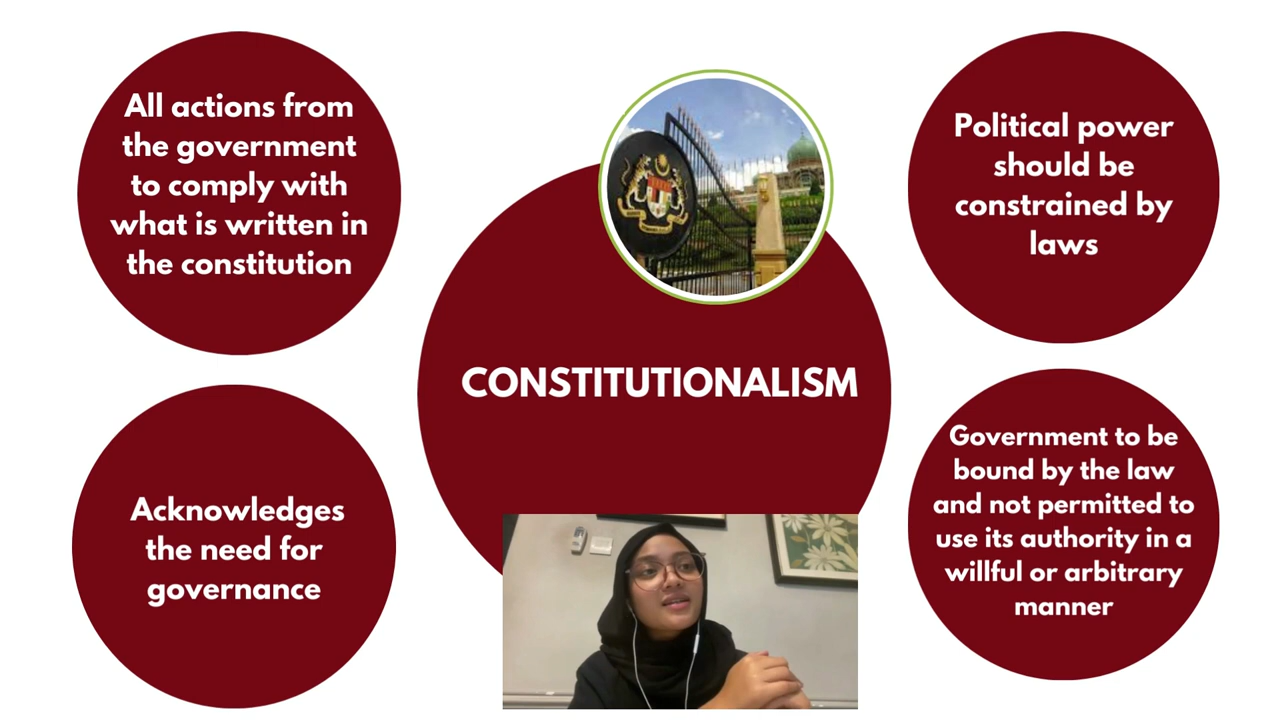 All actions from
the government
to comply with
what is written in
the constitution
Political power
should be
constrained by
laws
CONSTITUTIONALISM
Acknowledges
the need for
governance
Government to be
bound by the law
and not permitted to
use its authority in a
willful or arbitrary
manner